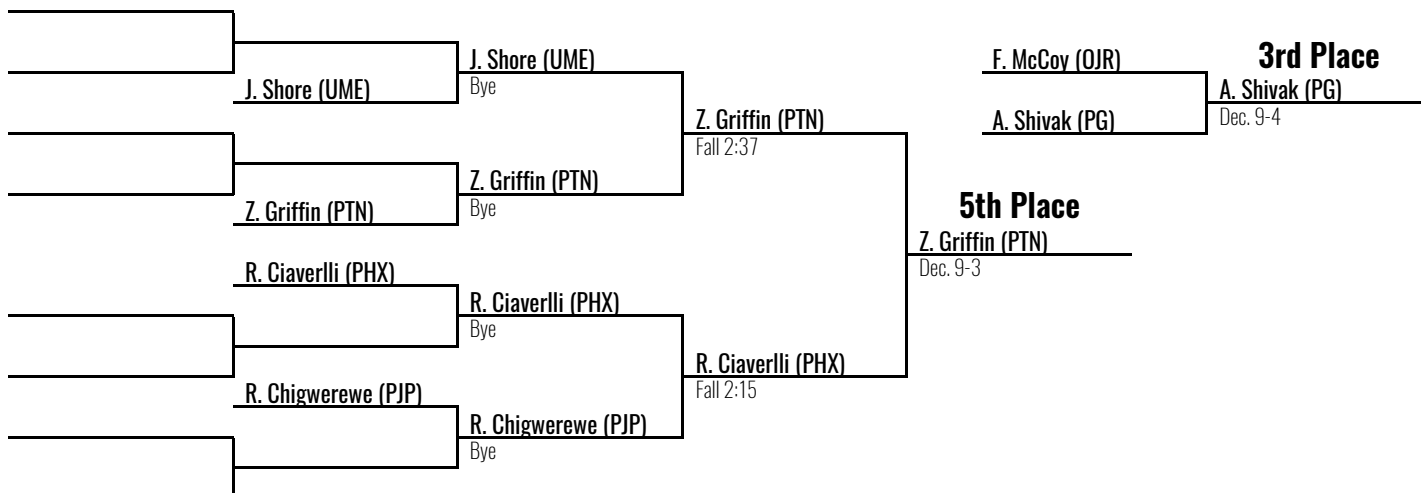 J. Shore (UME)
J. Shore (UME)
Bye
Z. Griffin (PTN)
Z. Griffin (PTN)
Bye
Z. Griffin (PTN)
Fall 2:37
R. Ciaverlli (PHX)
R. Ciaverlli (PHX)
Bye
R. Chigwerewe (PJP)
R. Chigwerewe (PJP)
Bye
R. Ciaverlli (PHX)
Fall 2:15
5th Place
Z. Griffin (PTN)
Dec. 9-3
F. McCoy (OJR)
A. Shivak (PG)
3rd Place
A. Shivak (PG)
Dec. 9-4